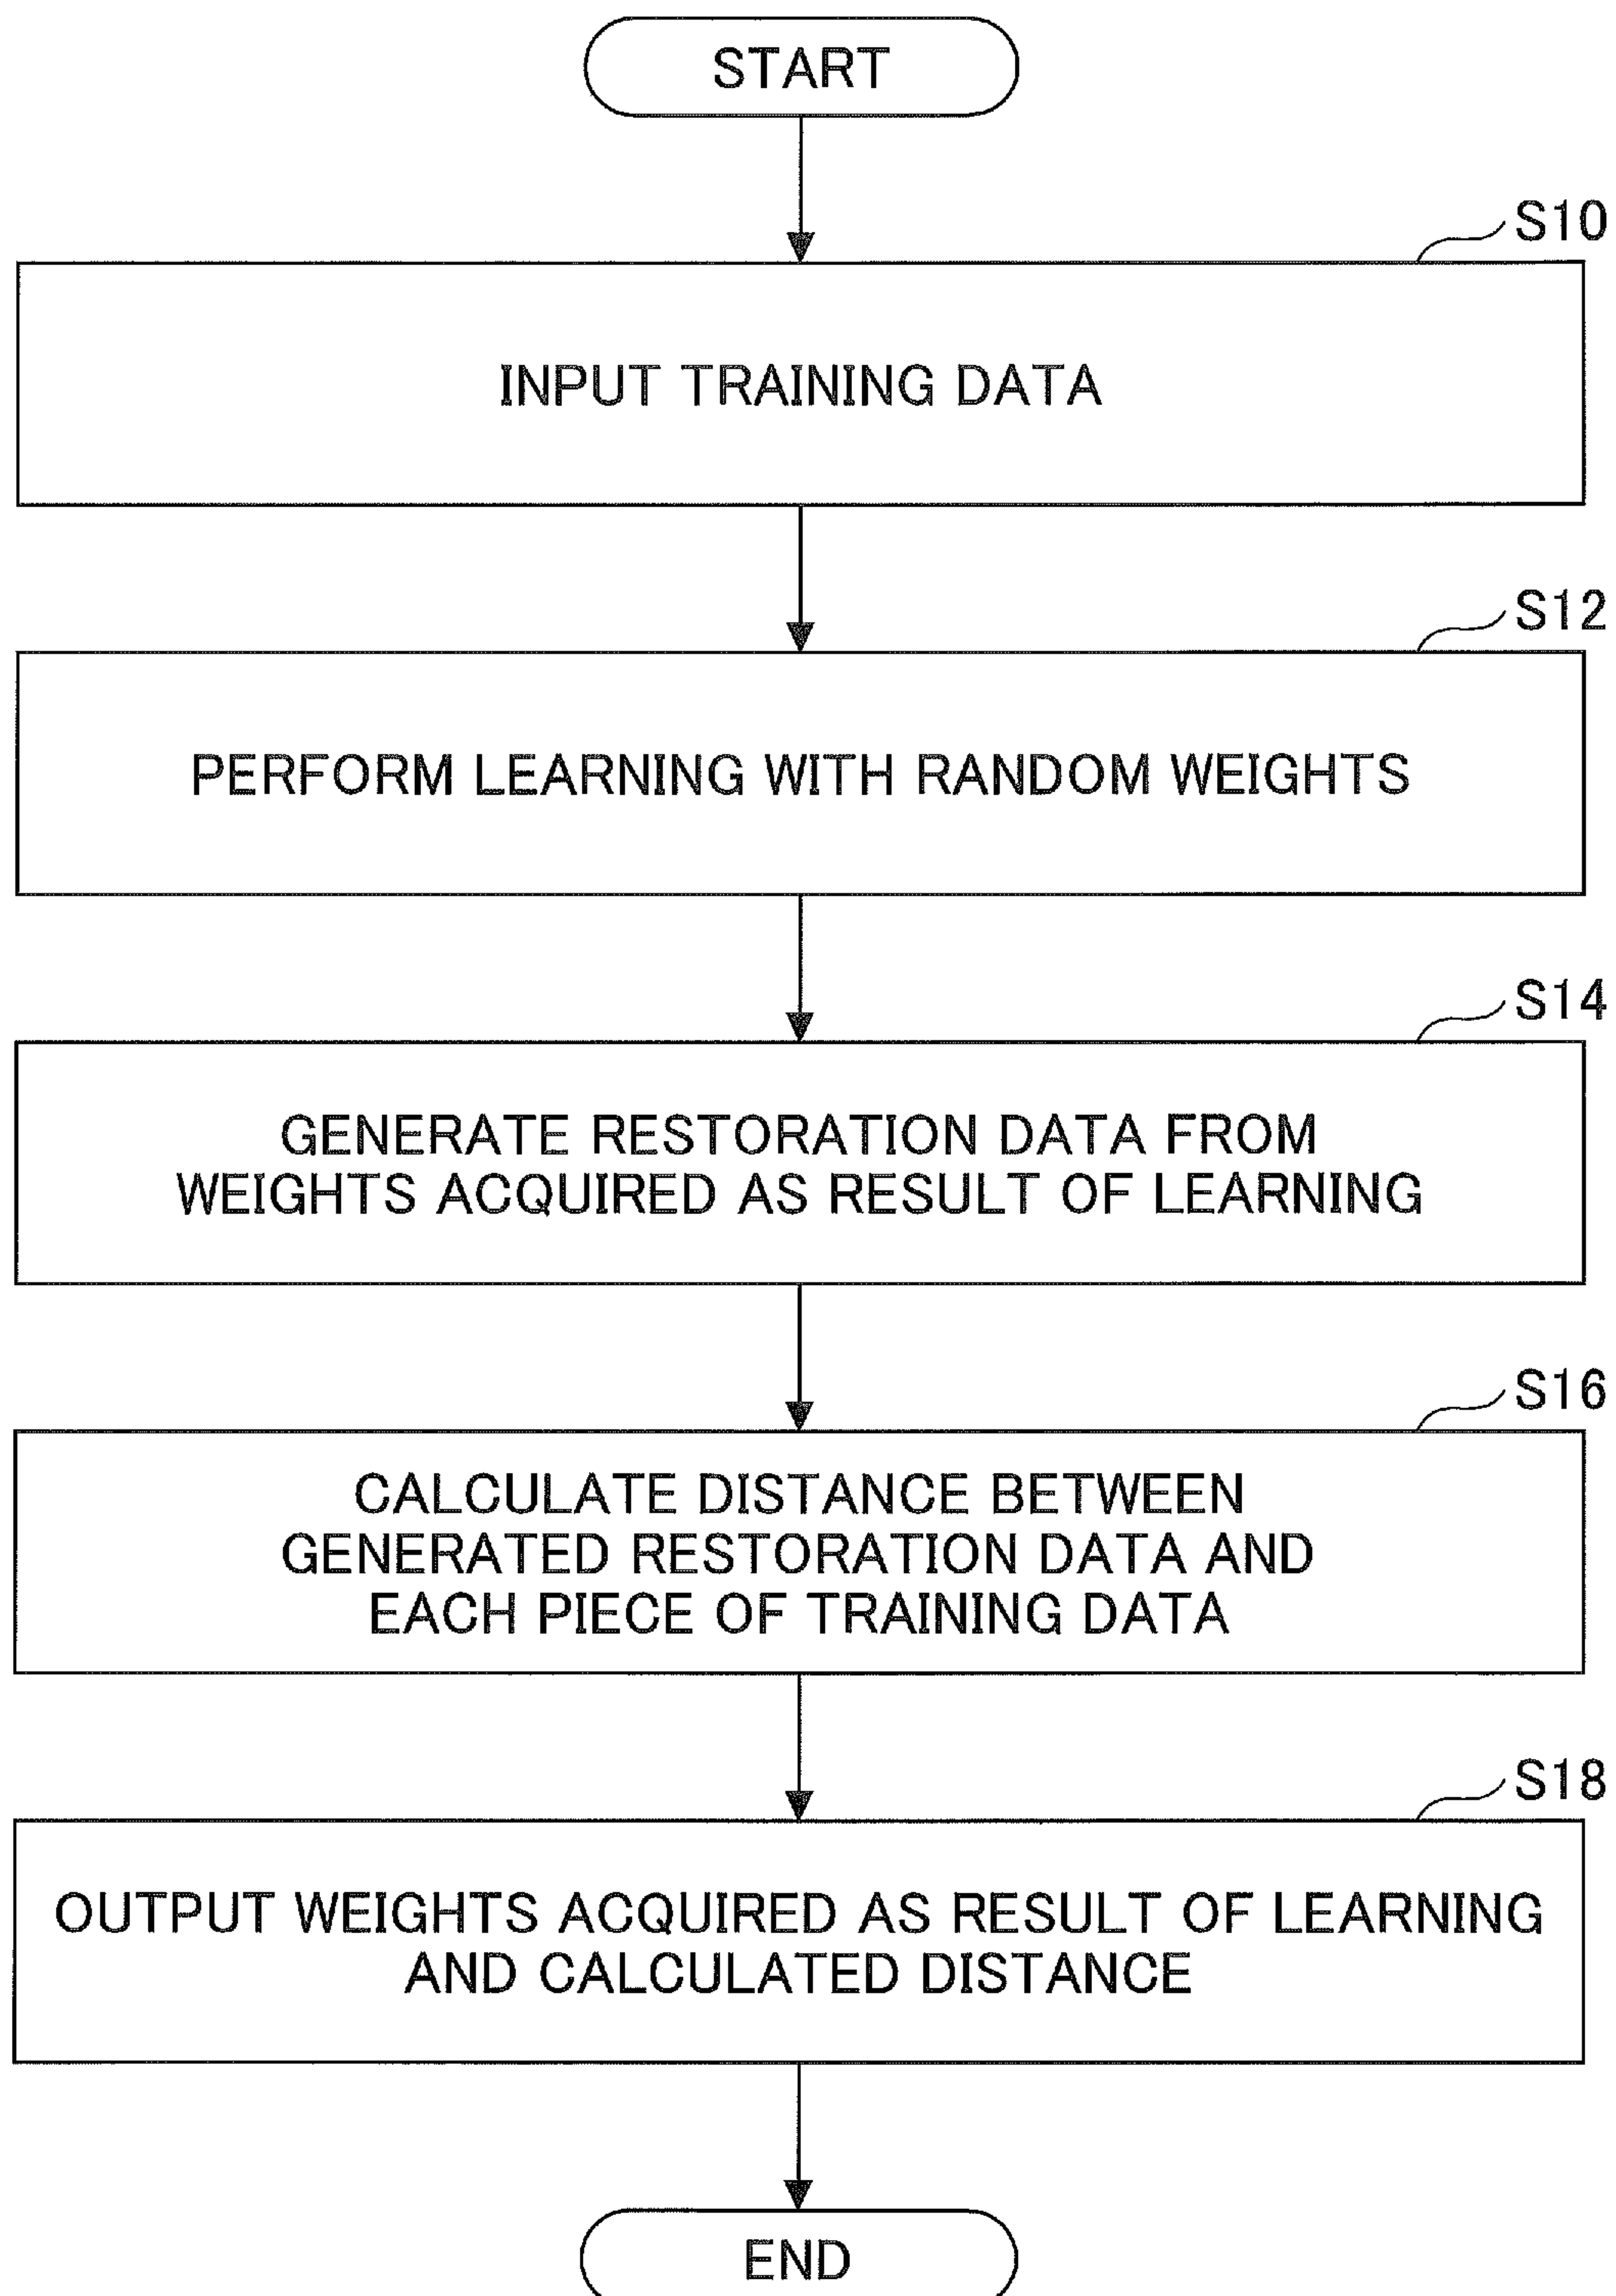 START
S10
INPUT TRAINING DATA
S12
PERFORM LEARNING WITH RANDOM WEIGHTS
S14
GENERATE RESTORATION DATA FROM
WEIGHTS ACQUIRED AS RESULT OF LEARNING
S16
CALCULATE DISTANCE BETWEEN
GENERATED RESTORATION DATA AND
EACH PIECE OF TRAINING DATA
S18
OUTPUT WEIGHTS ACQUIRED AS RESULT OF LEARNING
AND CALCULATED DISTANCE
END